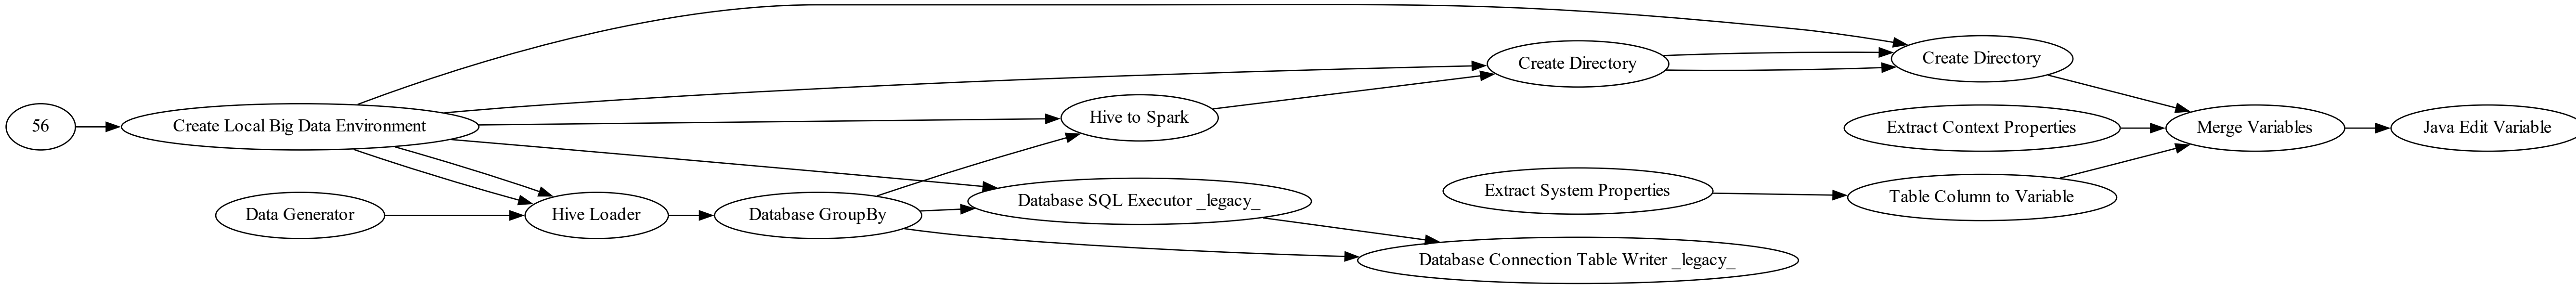 56
Create Local Big Data Environment
Data Generator
Hive Loader
Database GroupBy
Hive to Spark
Database SQL Executor _legacy_
Create Directory
Extract System Properties
Database Connection Table Writer _legacy_
Create Directory
Extract Context Properties
Table Column to Variable
Merge Variables
Java Edit Variable